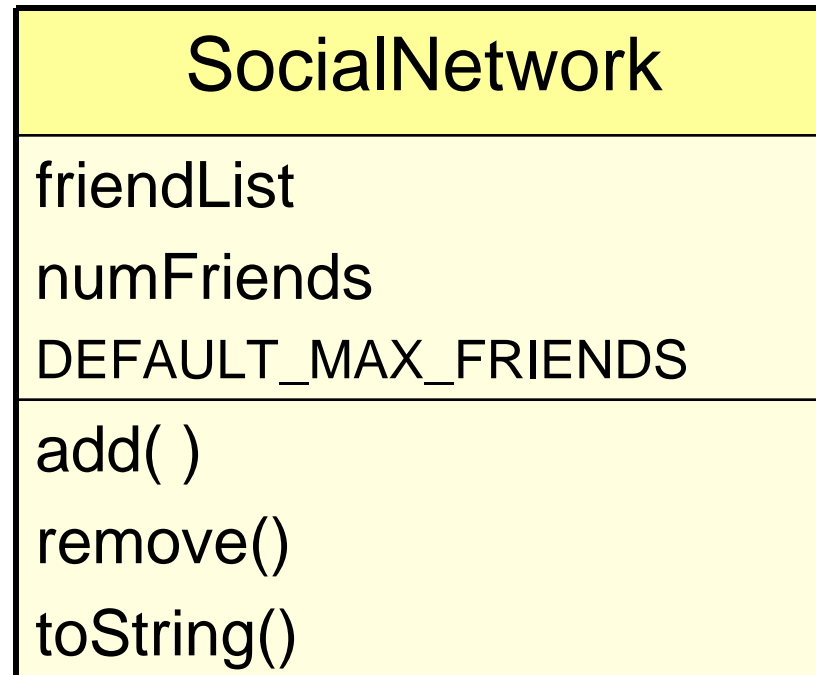 SocialNetwork
friendList
numFriends
DEFAULT_MAX_FRIENDS
add( )
remove()
toString()